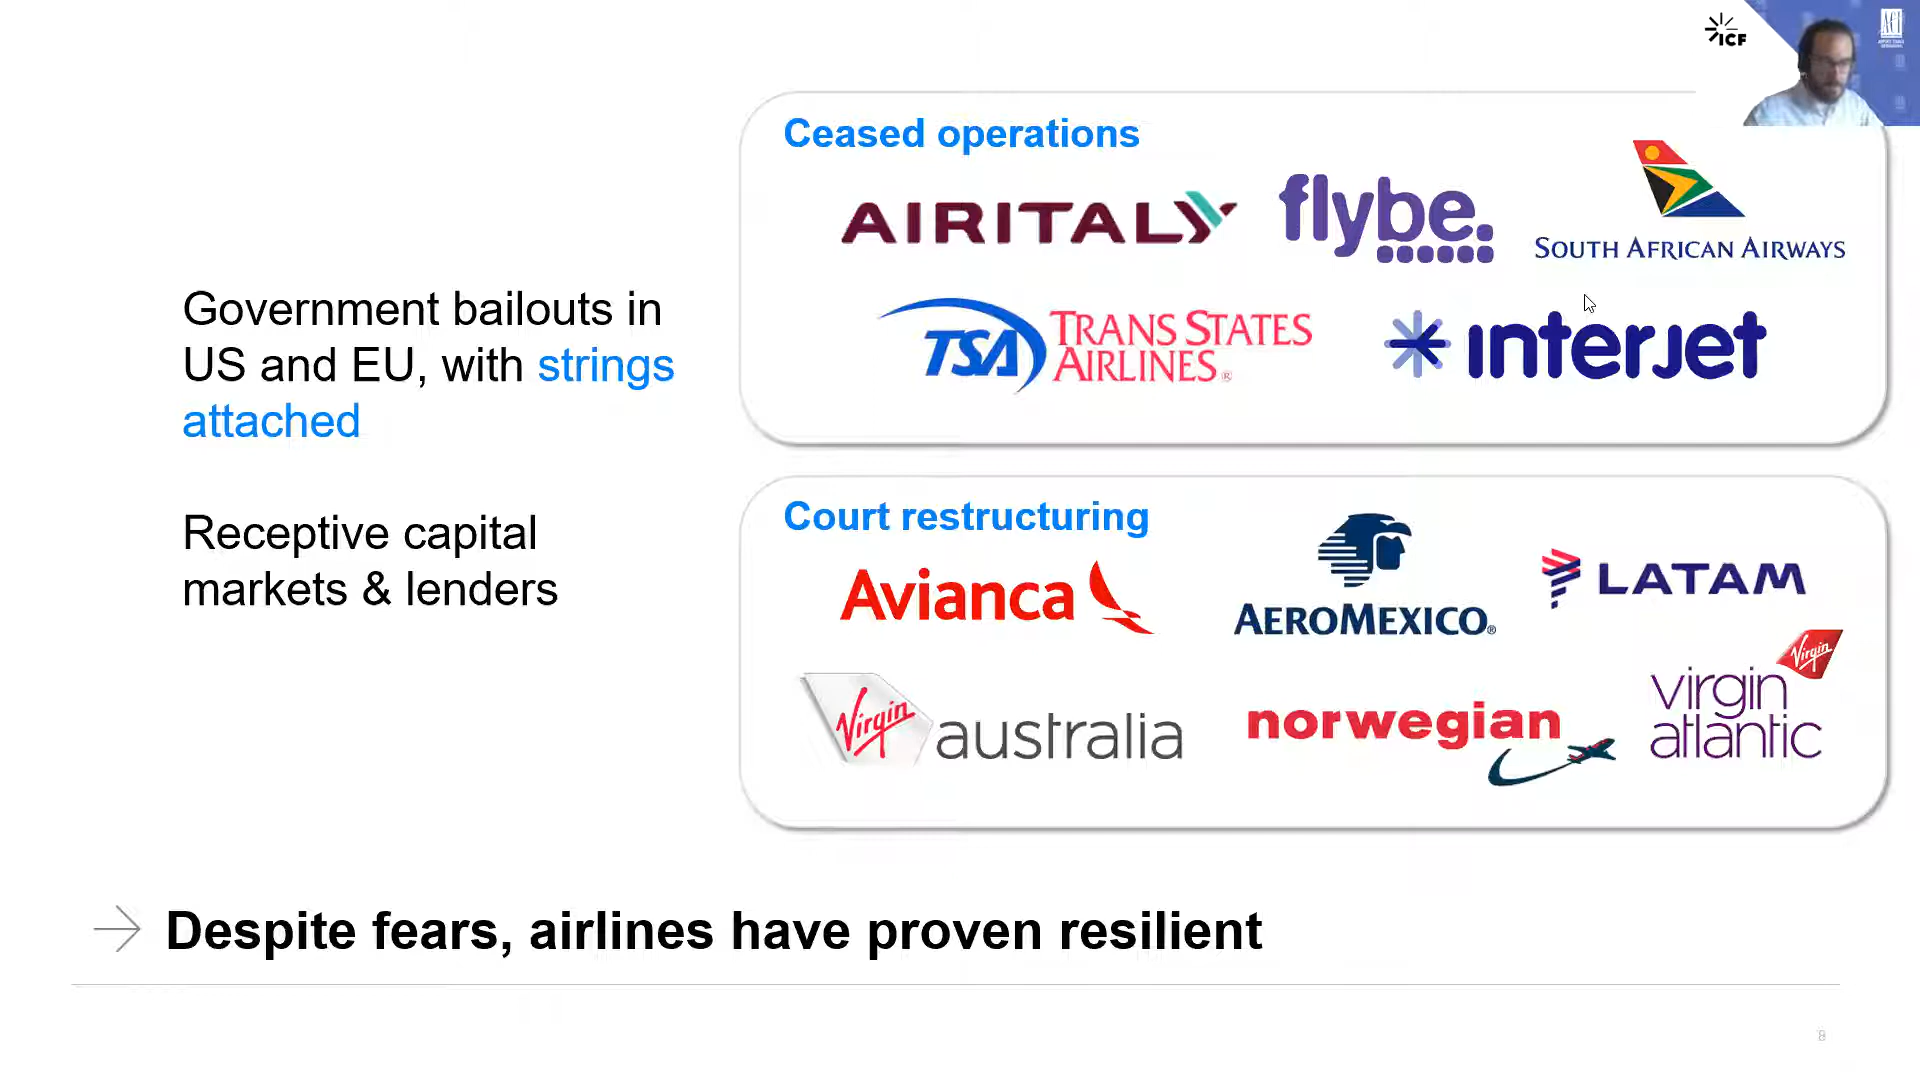 ICF
ACI
Ceased operations
AIRITALY
flybe.
SOUTH AFRICAN AIRWAYS
TSA TRANS STATES
AIRLINES®
interjet
Government bailouts in
US and EU, with strings
attached
Receptive capital
markets & lenders
Court restructuring
Avianca
AEROMEXICO®
LATAM
Virgin australia
norwegian
Virgin
virgin
atlantic
Despite fears, airlines have proven resilient
8